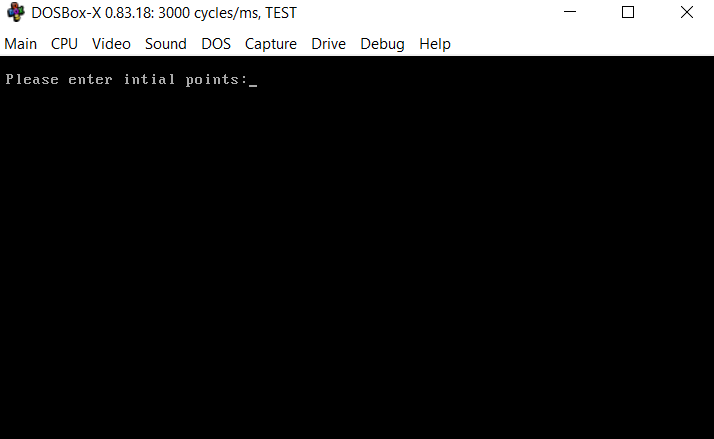 DOSBox-X 0.83.18: 3000 cycles/ms, TEST
Main CPU Video Sound DOS Capture Drive Debug Help
Please enter intial points:_